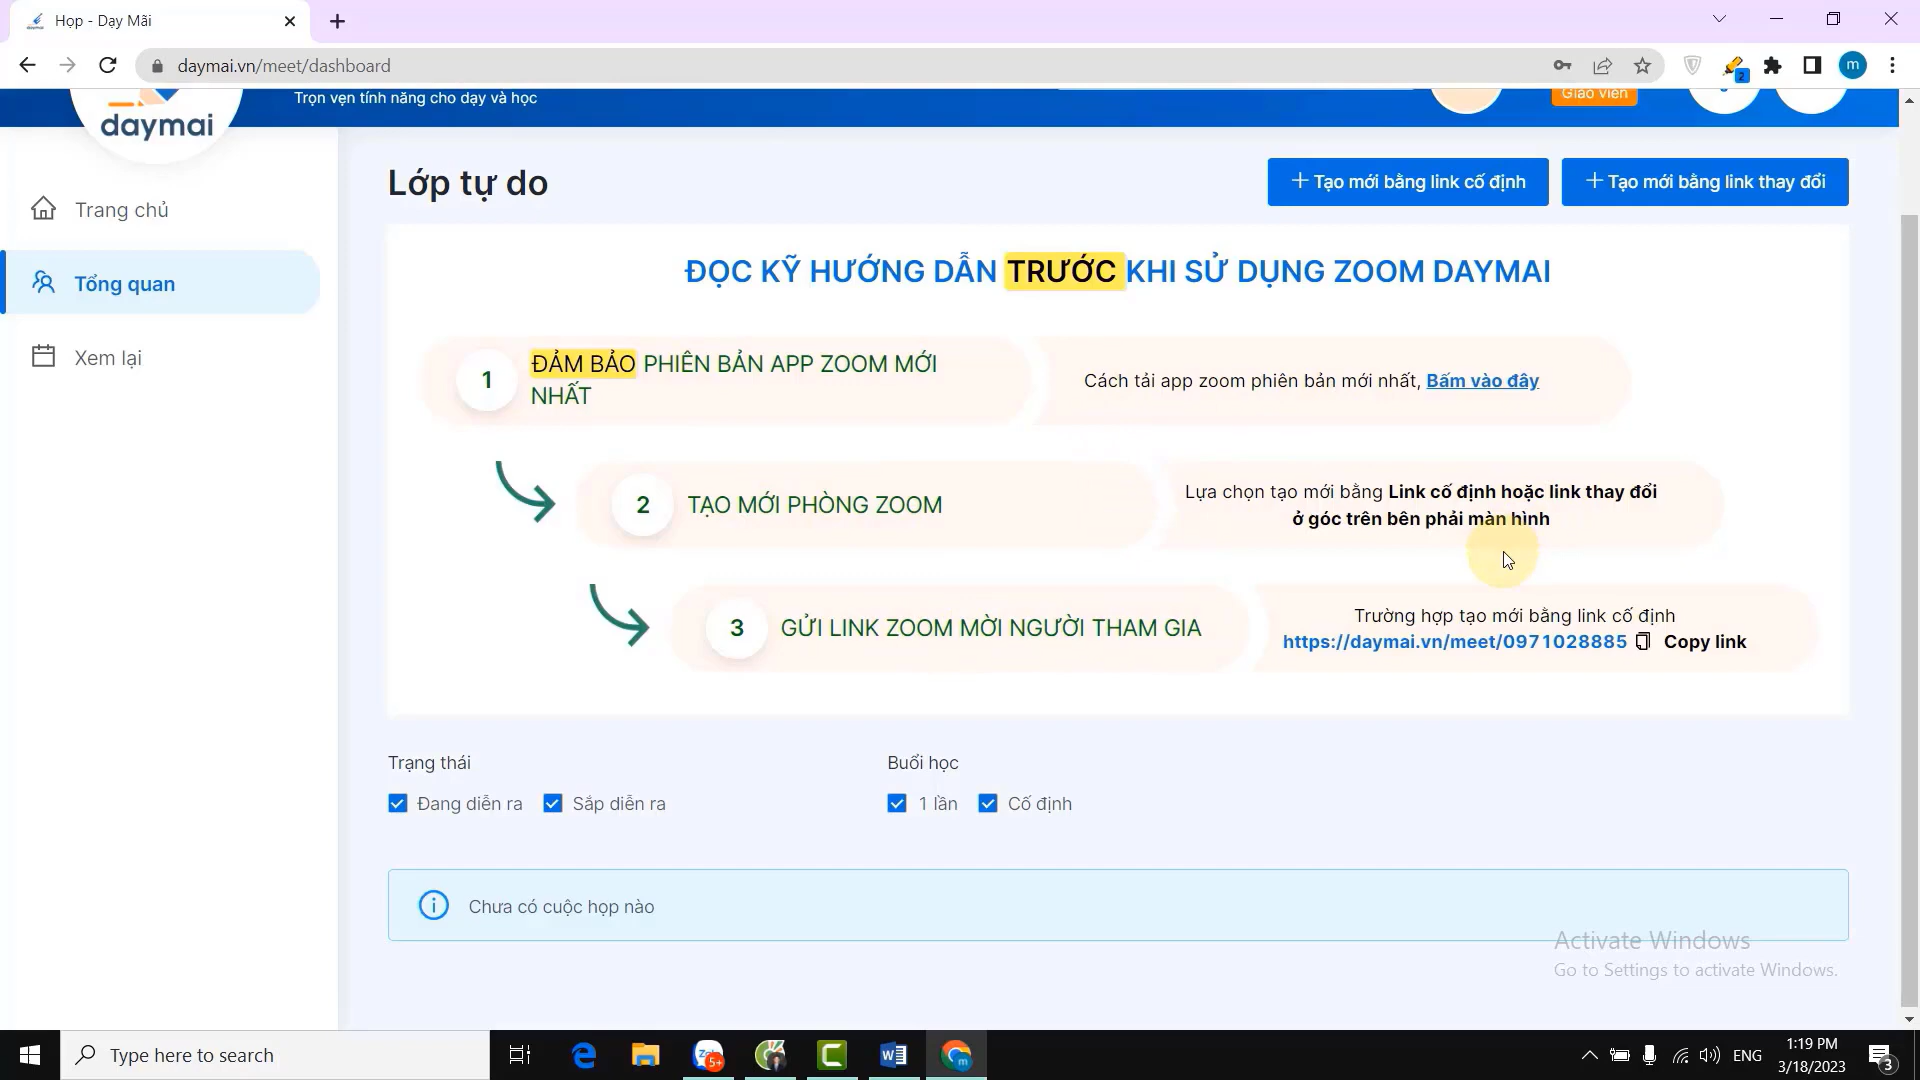 Họp - Dạy Mãi
daymai.vn/meet/dashboard
2
m
daymai
Trọn vẹn tính năng cho dạy và học
Giáo viên
Trang chủ
Tổng quan
Xem lại
Lớp tự do
+ Tạo mới bằng link cố định
+ Tạo mới bằng link thay đổi
ĐỌC KỸ HƯỚNG DẪN TRƯỚC KHI SỬ DỤNG ZOOM DAYMAI
1
ĐẢM BẢO PHIÊN BẢN APP ZOOM MỚI
NHẤT
Cách tải app zoom phiên bản mới nhất, Bấm vào đây
2
TẠO MỚI PHÒNG ZOOM
Lựa chọn tạo mới bằng Link cố định hoặc link thay đổi
ở góc trên bên phải màn hình
3
GỬI LINK ZOOM MỜI NGƯỜI THAM GIA
Trường hợp tạo mới bằng link cố định
https://daymai.vn/meet/0971028885 Copy link
Trạng thái
Đang diễn ra
Sắp diễn ra
Buổi học
1 lần
Cố định
Chưa có cuộc họp nào
Activate Windows
Go to Settings to activate Windows.
Type here to search
5+
m
ENG
1:19 PM
3/18/2023
3